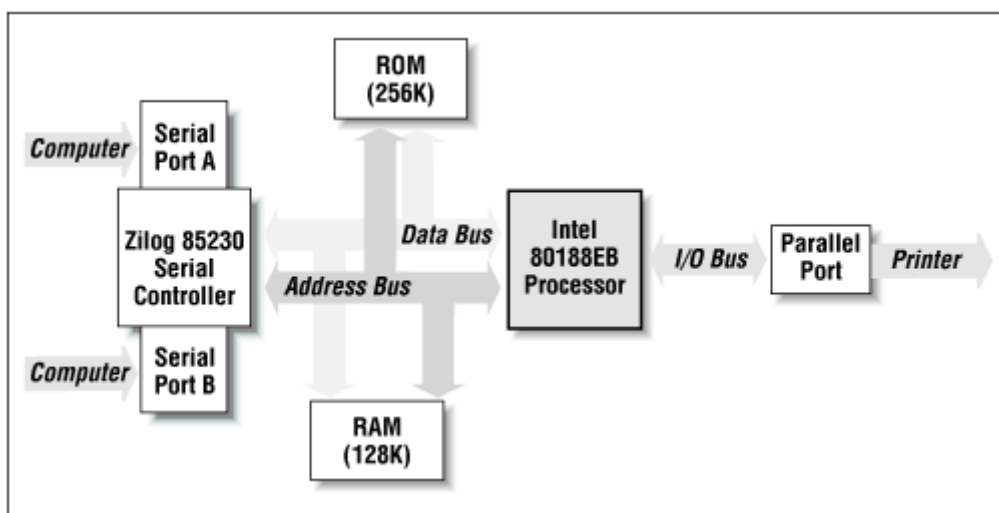 ROM
(256K)
Computer
Serial
Port A
Zilog 85230
Serial
Controller
Data Bus
Address Bus
Intel
80188EB
Processor
I/O Bus
Parallel
Port
Printer
Computer
Serial
Port B
RAM
(128K)